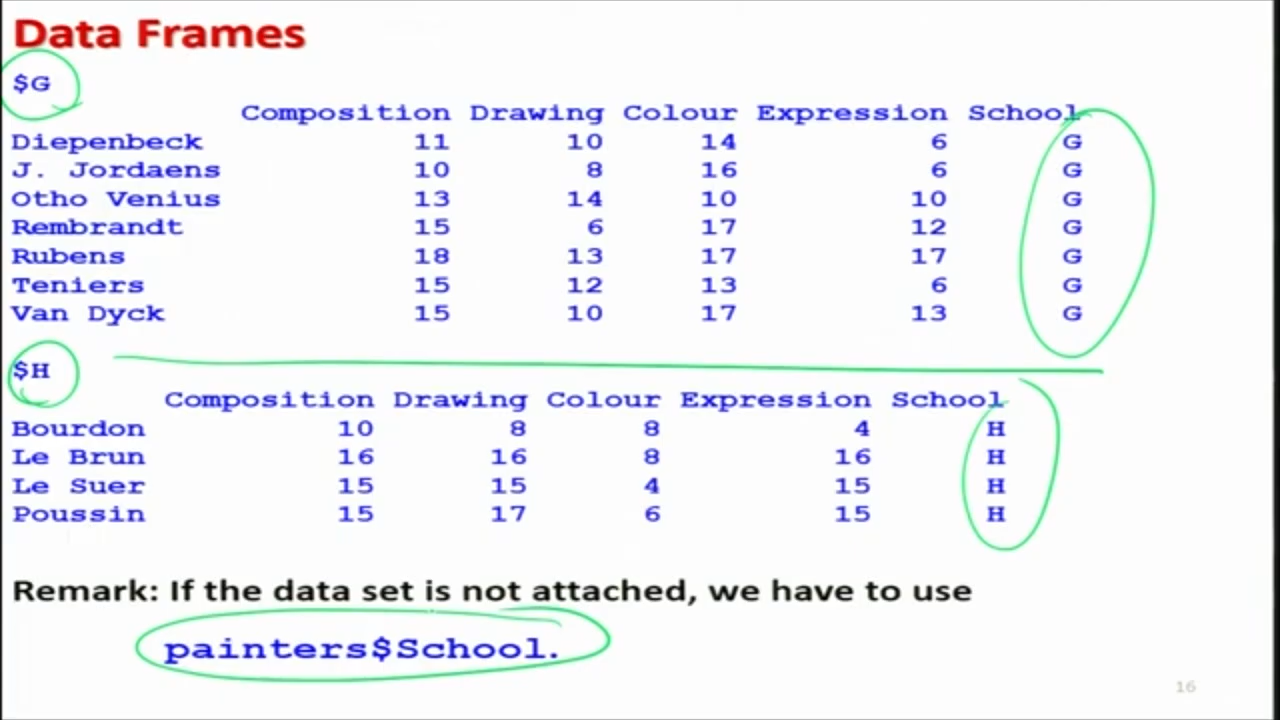 Data Frames
$G
Composition Drawing Colour Expression School
Diepenbeck 11 10 14 6 G
J. Jordaens 10 8 16 6 G
Otho Venius 13 14 10 10 G
Rembrandt 15 6 17 12 G
Rubens 18 13 17 17 G
Teniers 15 12 13 6 G
Van Dyck 15 10 17 13 G
$H
Composition Drawing Colour Expression School
Bourdon 10 8 8 4 H
Le Brun 16 16 8 16 H
Le Suer 15 15 4 15 H
Poussin 15 17 6 15 H
Remark: If the data set is not attached, we have to use
painters$School.
16